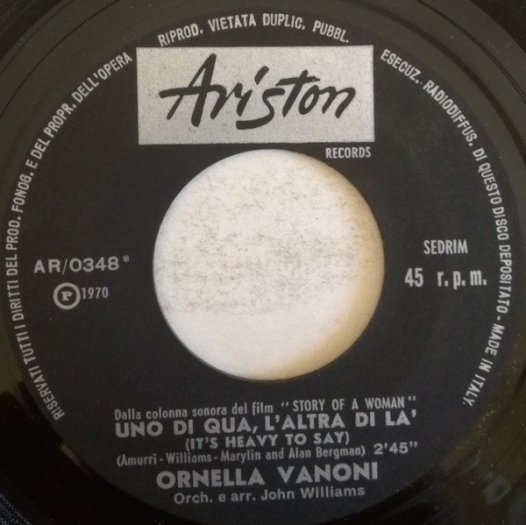 RISERVATI TUTTI I DIRITTI DEL PROD. FONOG. E DEL PROPR. DELL'OPERA RIPROD. VIETATA DUPLIC. PUBBL. ESECUZ. RADIODIFFUS. DI QUESTO DISCO DEPOSITATO - MADE IN ITALY
Ariston
RECORDS
SEDRIM
AR/0348*
45 r.p.m.
Ⓟ1970
Dalla colonna sonora del film "STORY OF A WOMAN"
UNO DI QUA, L'ALTRA DI LA'
(IT'S HEAVY TO SAY)
(Amurri - Williams - Marylin and Alan Bergman) 2'45"
ORNELLA VANONI
Orch. e arr. John Williams